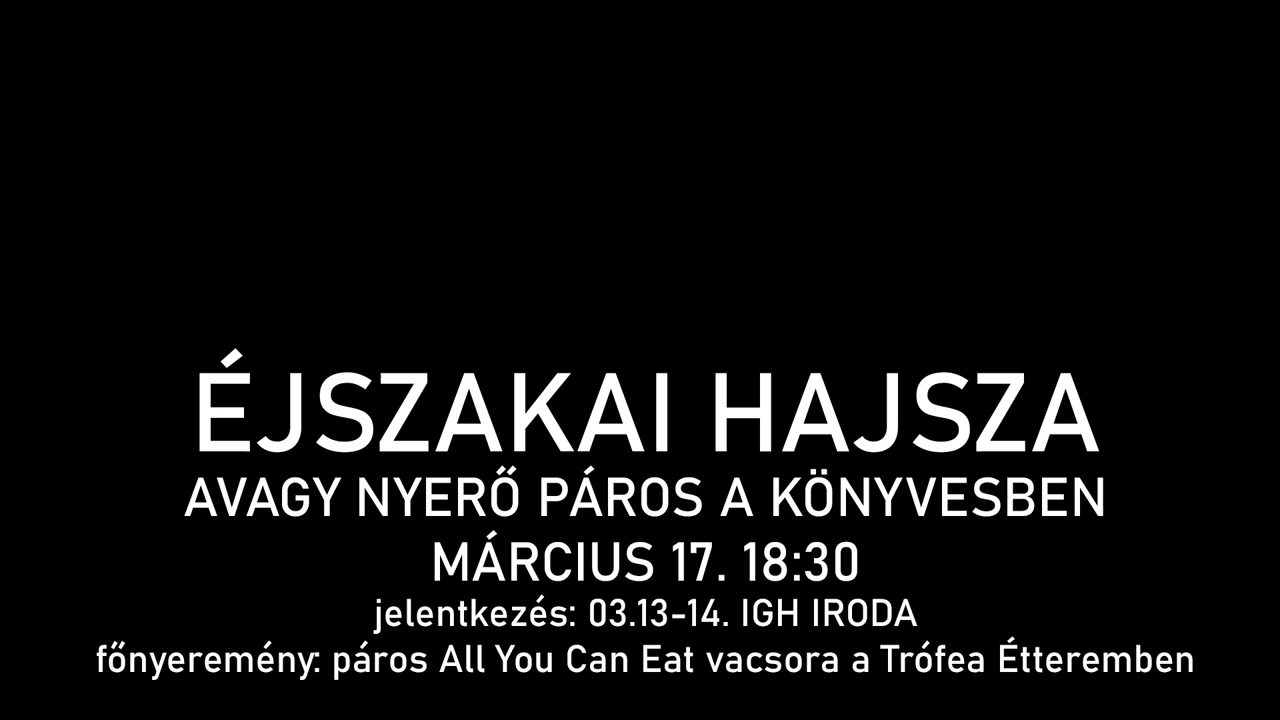 ÉJSZAKAI HAJSZA
AVAGY NYERŐ PÁROS A KÖNYVESBEN
MÁRCIUS 17. 18:30
jelentkezés: 03.13-14. IGH IRODA
főnyeremény: páros All You Can Eat vacsora a Trófea Étteremben